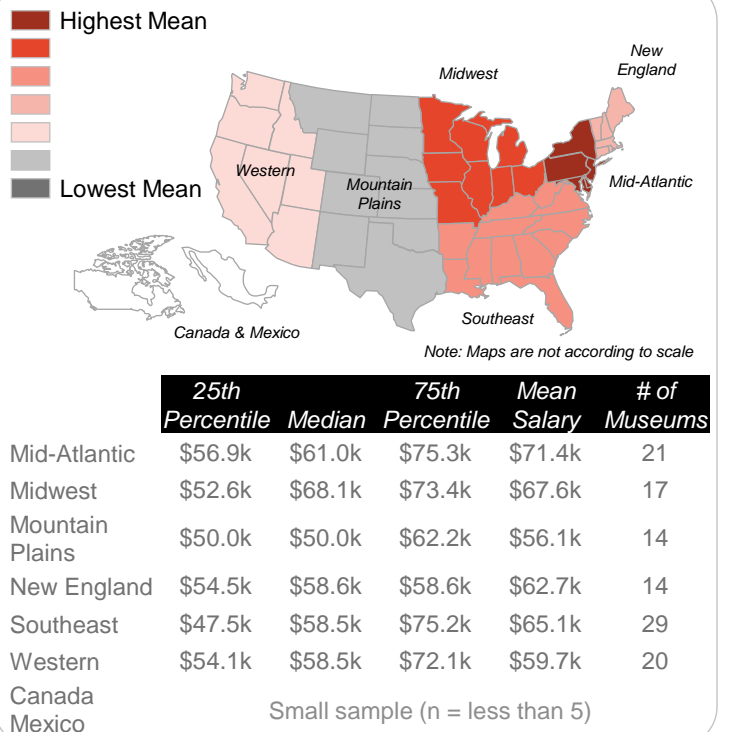 Highest Mean
New
England
Midwest
Western
Mountain
Plains
Mid-Atlantic
Lowest Mean
Southeast
Canada & Mexico
Note: Maps are not according to scale
25th Percentile Median 75th Percentile Mean Salary # of Museums
Mid-Atlantic $56.9k $61.0k $75.3k $71.4k 21
Midwest $52.6k $68.1k $73.4k $67.6k 17
Mountain
Plains $50.0k $50.0k $62.2k $56.1k 14
New England $54.5k $58.6k $58.6k $62.7k 14
Southeast $47.5k $58.5k $75.2k $65.1k 29
Western $54.1k $58.5k $72.1k $59.7k 20
Canada
Mexico Small sample (n = less than 5)